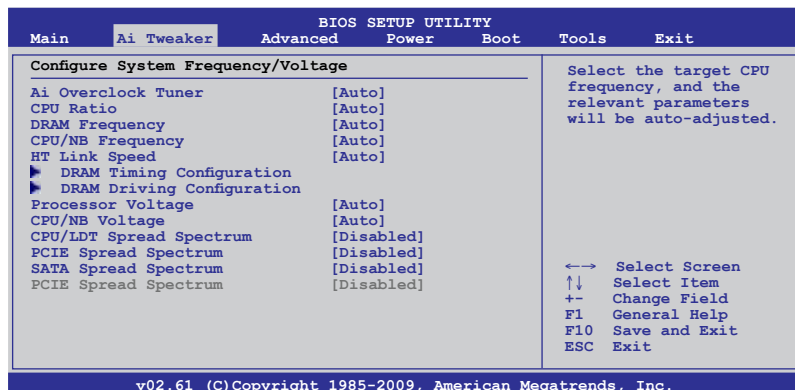 BIOS SETUP UTILITY
Main Ai Tweaker Advanced Power Boot Tools Exit
Configure System Frequency/Voltage
Ai Overclock Tuner [Auto]
CPU Ratio [Auto]
DRAM Frequency [Auto]
CPU/NB Frequency [Auto]
HT Link Speed [Auto]
DRAM Timing Configuration
DRAM Driving Configuration
Processor Voltage [Auto]
CPU/NB Voltage [Auto]
CPU/LDT Spread Spectrum [Disabled]
PCIE Spread Spectrum [Disabled]
SATA Spread Spectrum [Disabled]
PCIE Spread Spectrum [Disabled]
Select the target CPU
frequency, and the
relevant parameters
will be auto-adjusted.
←→ Select Screen
↑↓ Select Item
+- Change Field
F1 General Help
F10 Save and Exit
ESC Exit
v02.61 (C)Copyright 1985-2009, American Megatrends, Inc.